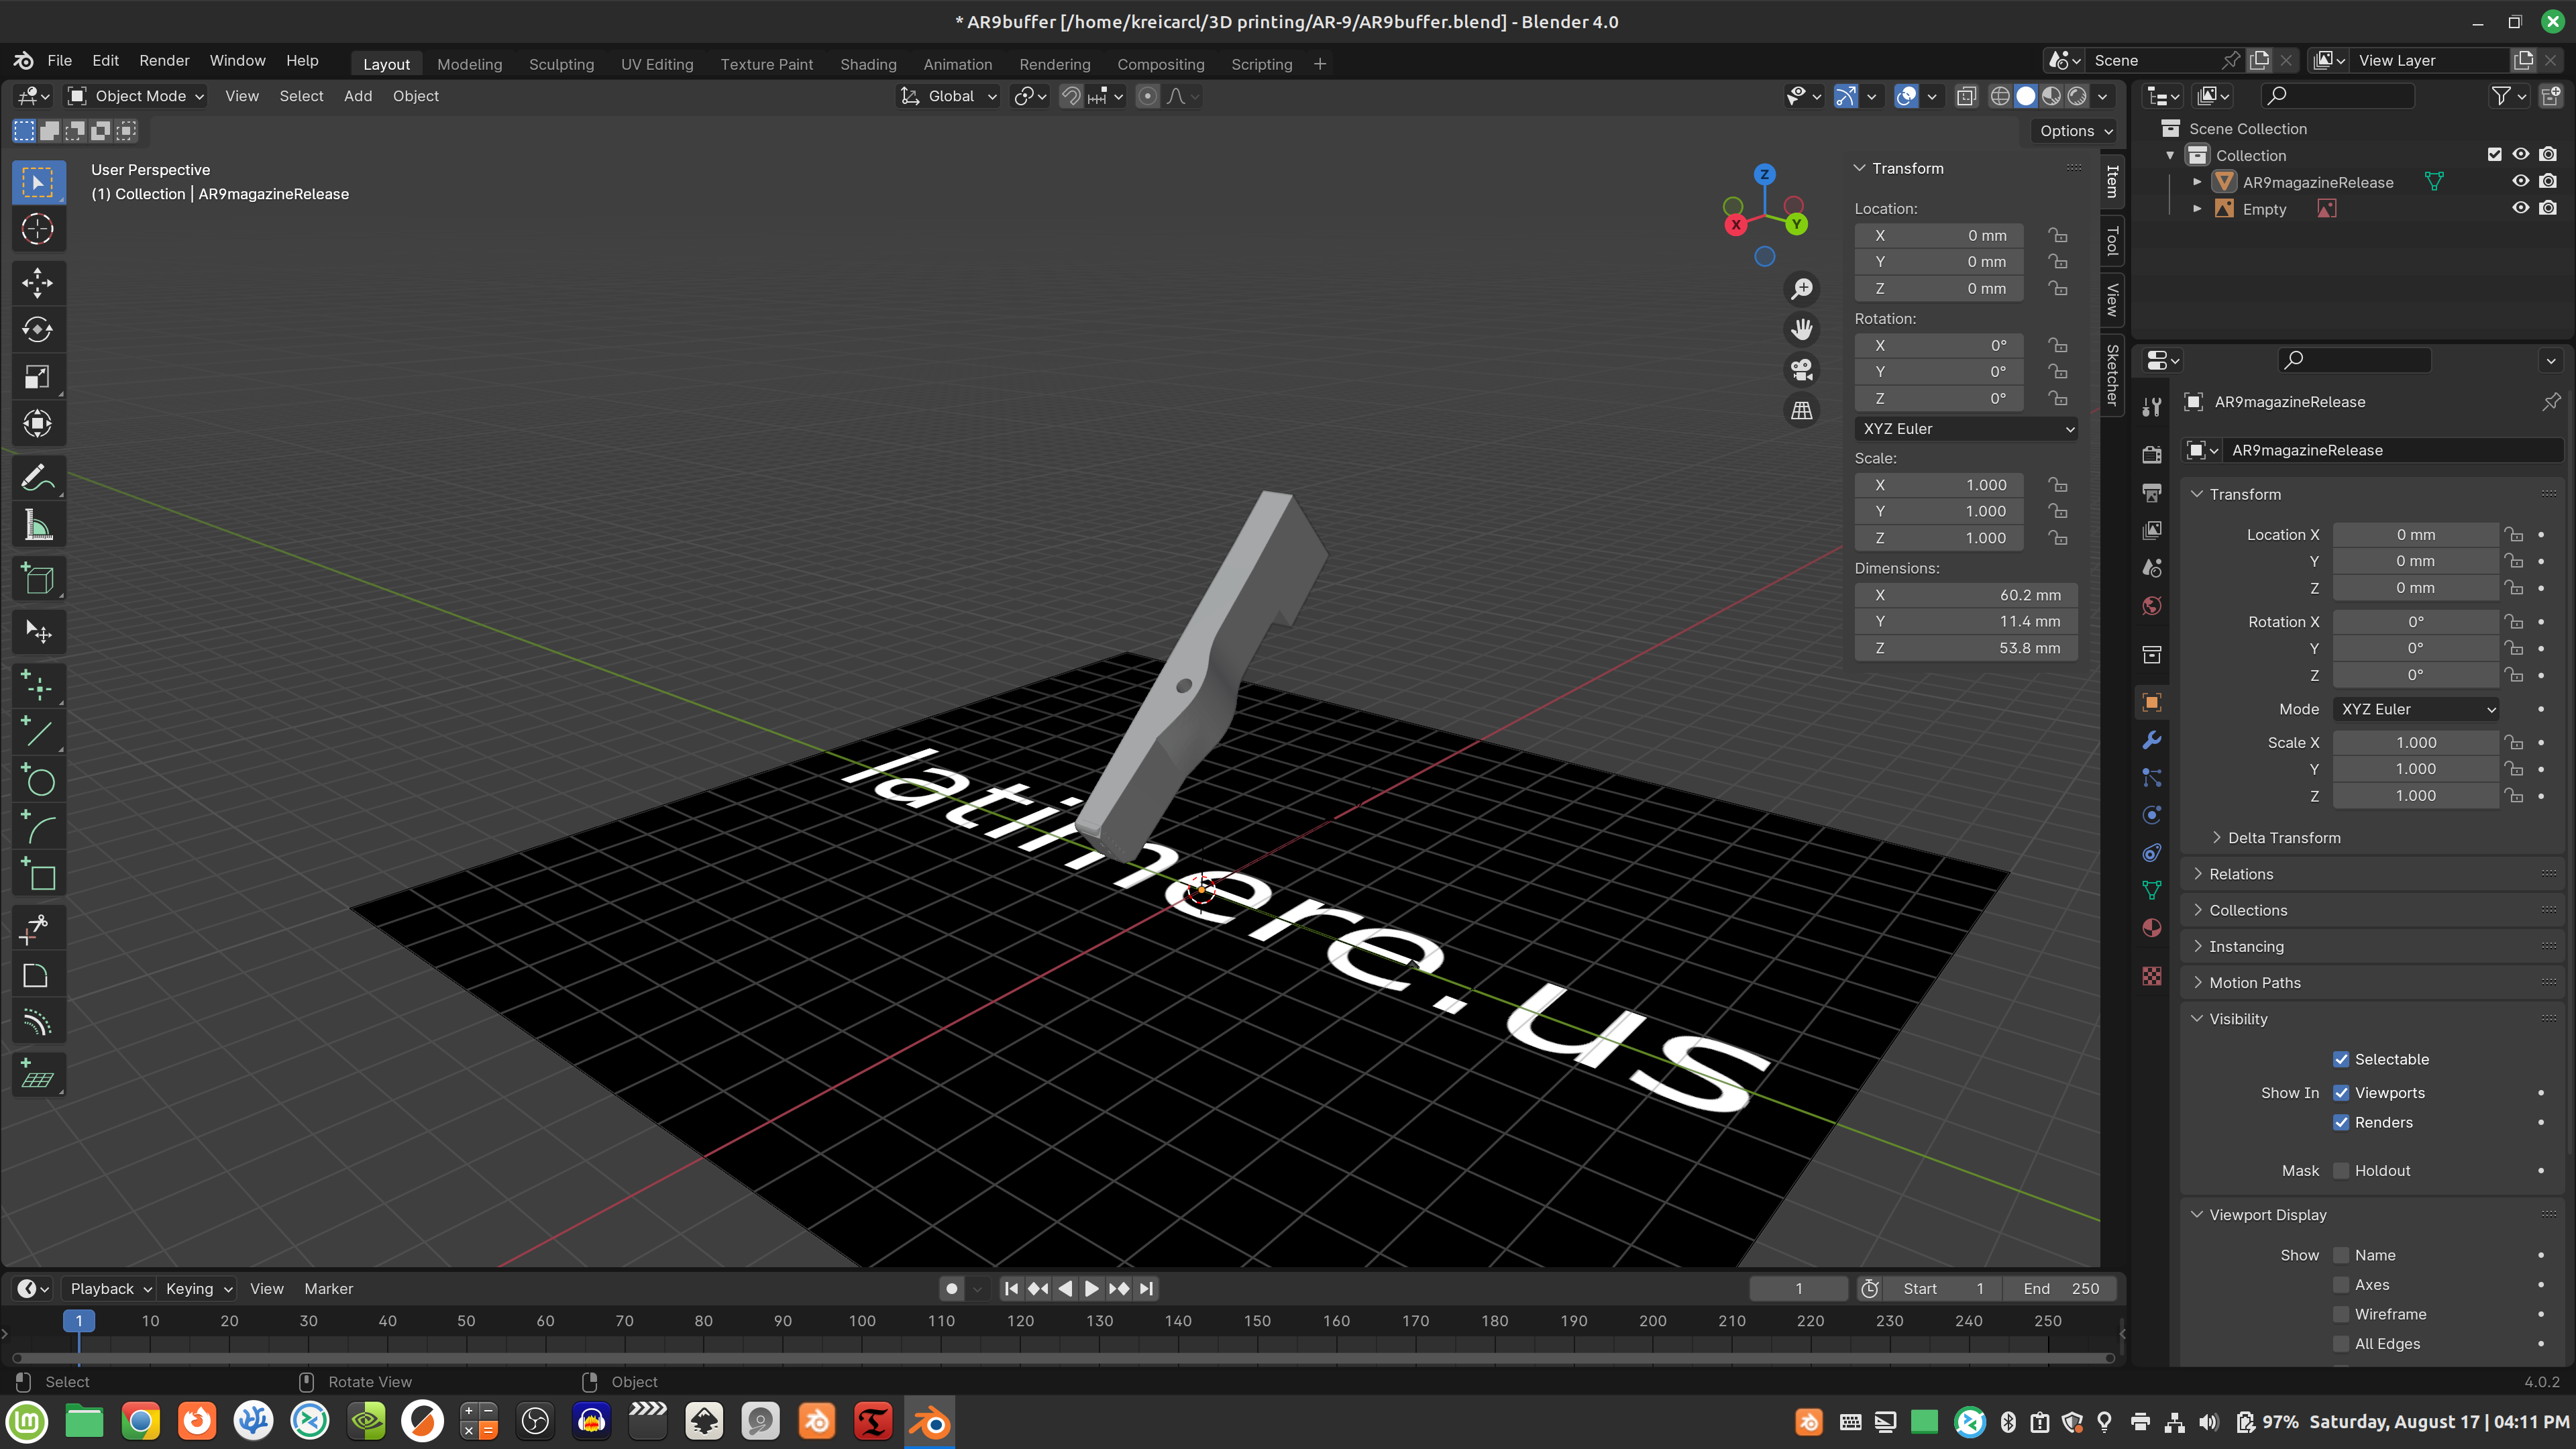 * AR9buffer [/home/kreicarcl/3D printing/AR-9/AR9buffer.blend] - Blender 4.0
File Edit Render Window Help Layout Modeling Sculpting UV Editing Texture Paint Shading Animation Rendering Compositing Scripting + Scene View Layer
Object Mode View Select Add Object Global
Options
User Perspective
(1) Collection | AR9magazineRelease
Z
X Y
Transform
Location:
X 0 mm
Y 0 mm
Z 0 mm
Rotation:
X 0°
Y 0°
Z 0°
XYZ Euler
Scale:
X 1.000
Y 1.000
Z 1.000
Dimensions:
X 60.2 mm
Y 11.4 mm
Z 53.8 mm
Item
Tool
View
Sketcher
Scene Collection
Collection
AR9magazineRelease
Empty
AR9magazineRelease
AR9magazineRelease
Transform
Location X 0 mm
Y 0 mm
Z 0 mm
Rotation X 0°
Y 0°
Z 0°
Mode XYZ Euler
Scale X 1.000
Y 1.000
Z 1.000
Delta Transform
Relations
Collections
Instancing
Motion Paths
Visibility
Selectable
Show In Viewports
Renders
Mask Holdout
Viewport Display
Show Name
Axes
Wireframe
All Edges
Playback Keying View Marker 1 Start 1 End 250
1 10 20 30 40 50 60 70 80 90 100 110 120 130 140 150 160 170 180 190 200 210 220 230 240 250
Select Rotate View Object 4.0.2
97% Saturday, August 17 | 04:11 PM